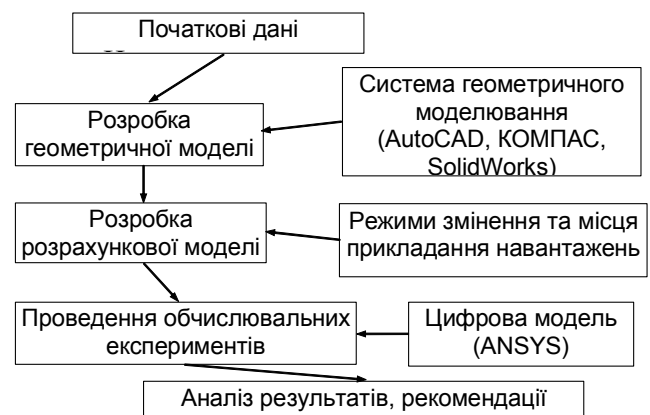 Початкові дані
Система геометричного
моделювання
(AutoCAD, КОМПАС,
SolidWorks)
Розробка
геометричної моделі
Розробка
розрахункової моделі
Режими змінення та місця
прикладання навантажень
Проведення обчислювальних
експериментів
Цифрова модель
(ANSYS)
Аналіз результатів, рекомендації